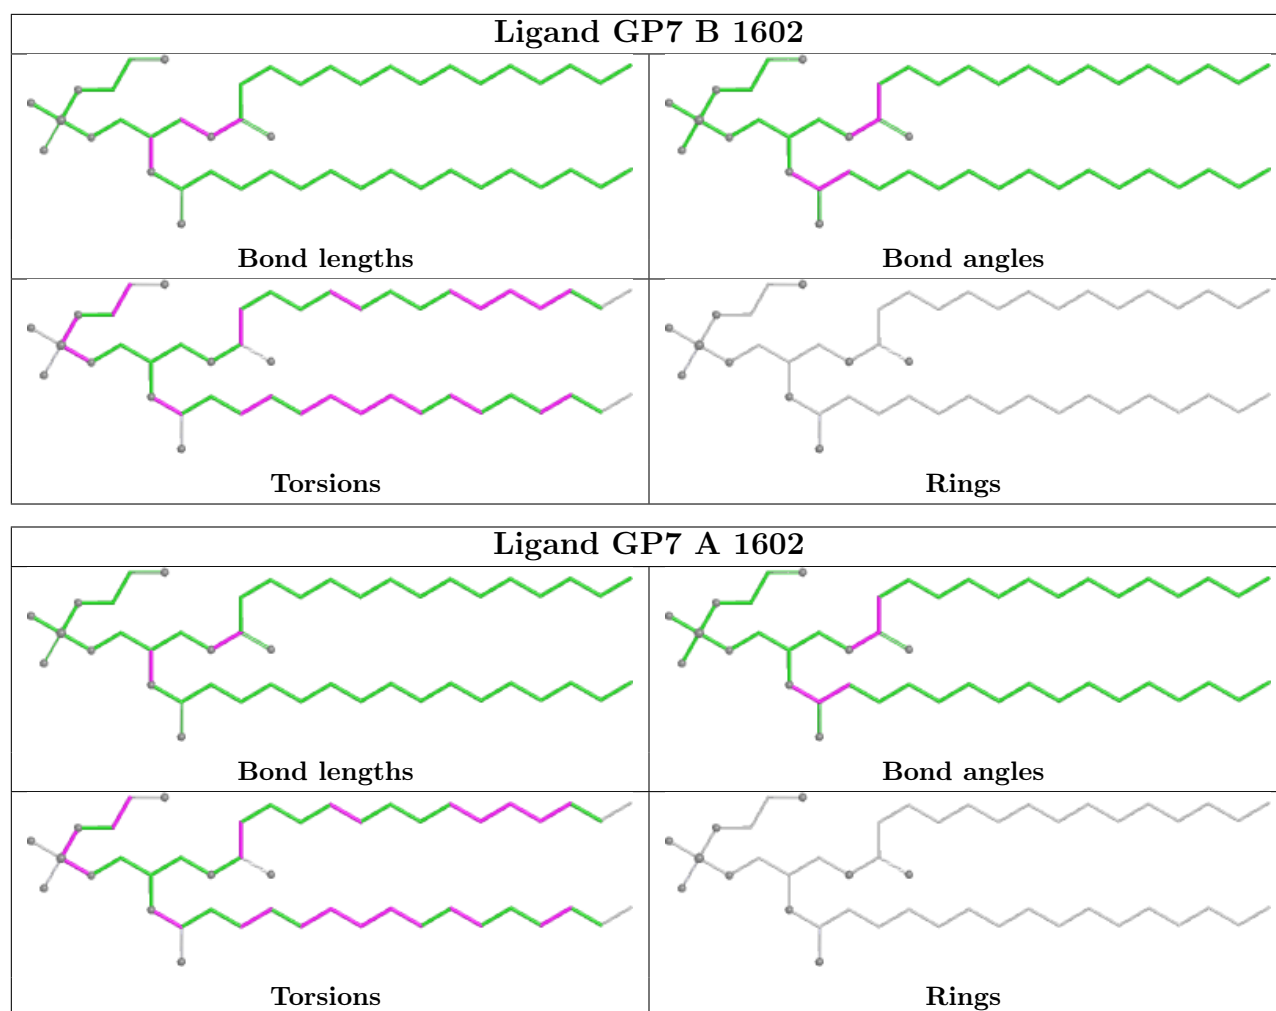 Ligand GP7 B 1602
Bond lengths
Bond angles
Torsions
Rings
Ligand GP7 A 1602
Bond lengths
Bond angles
Torsions
Rings